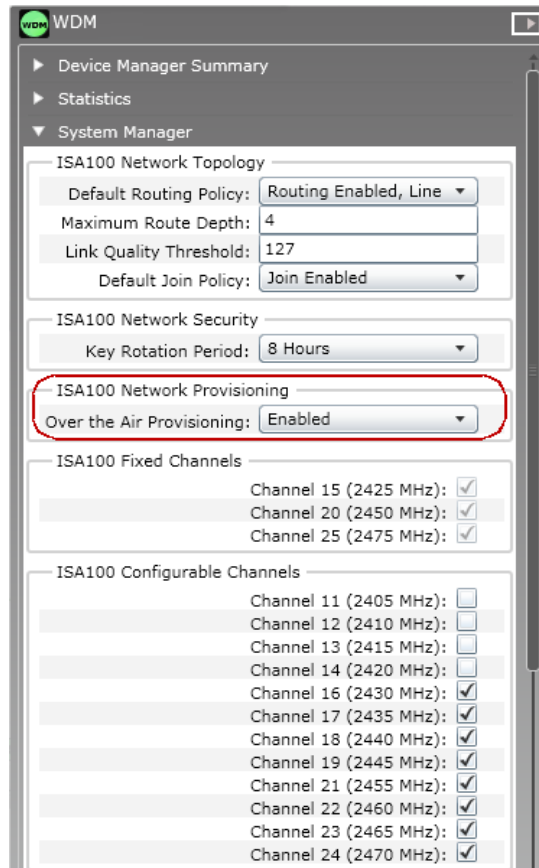 WDM WDM
Device Manager Summary
Statistics
System Manager
ISA100 Network Topology
Default Routing Policy: Routing Enabled, Line
Maximum Route Depth: 4
Link Quality Threshold: 127
Default Join Policy: Join Enabled
ISA100 Network Security
Key Rotation Period: 8 Hours
ISA100 Network Provisioning
Over the Air Provisioning: Enabled
ISA100 Fixed Channels
Channel 15 (2425 MHz):
Channel 20 (2450 MHz):
Channel 25 (2475 MHz):
ISA100 Configurable Channels
Channel 11 (2405 MHz):
Channel 12 (2410 MHz):
Channel 13 (2415 MHz):
Channel 14 (2420 MHz):
Channel 16 (2430 MHz):
Channel 17 (2435 MHz):
Channel 18 (2440 MHz):
Channel 19 (2445 MHz):
Channel 21 (2455 MHz):
Channel 22 (2460 MHz):
Channel 23 (2465 MHz):
Channel 24 (2470 MHz):